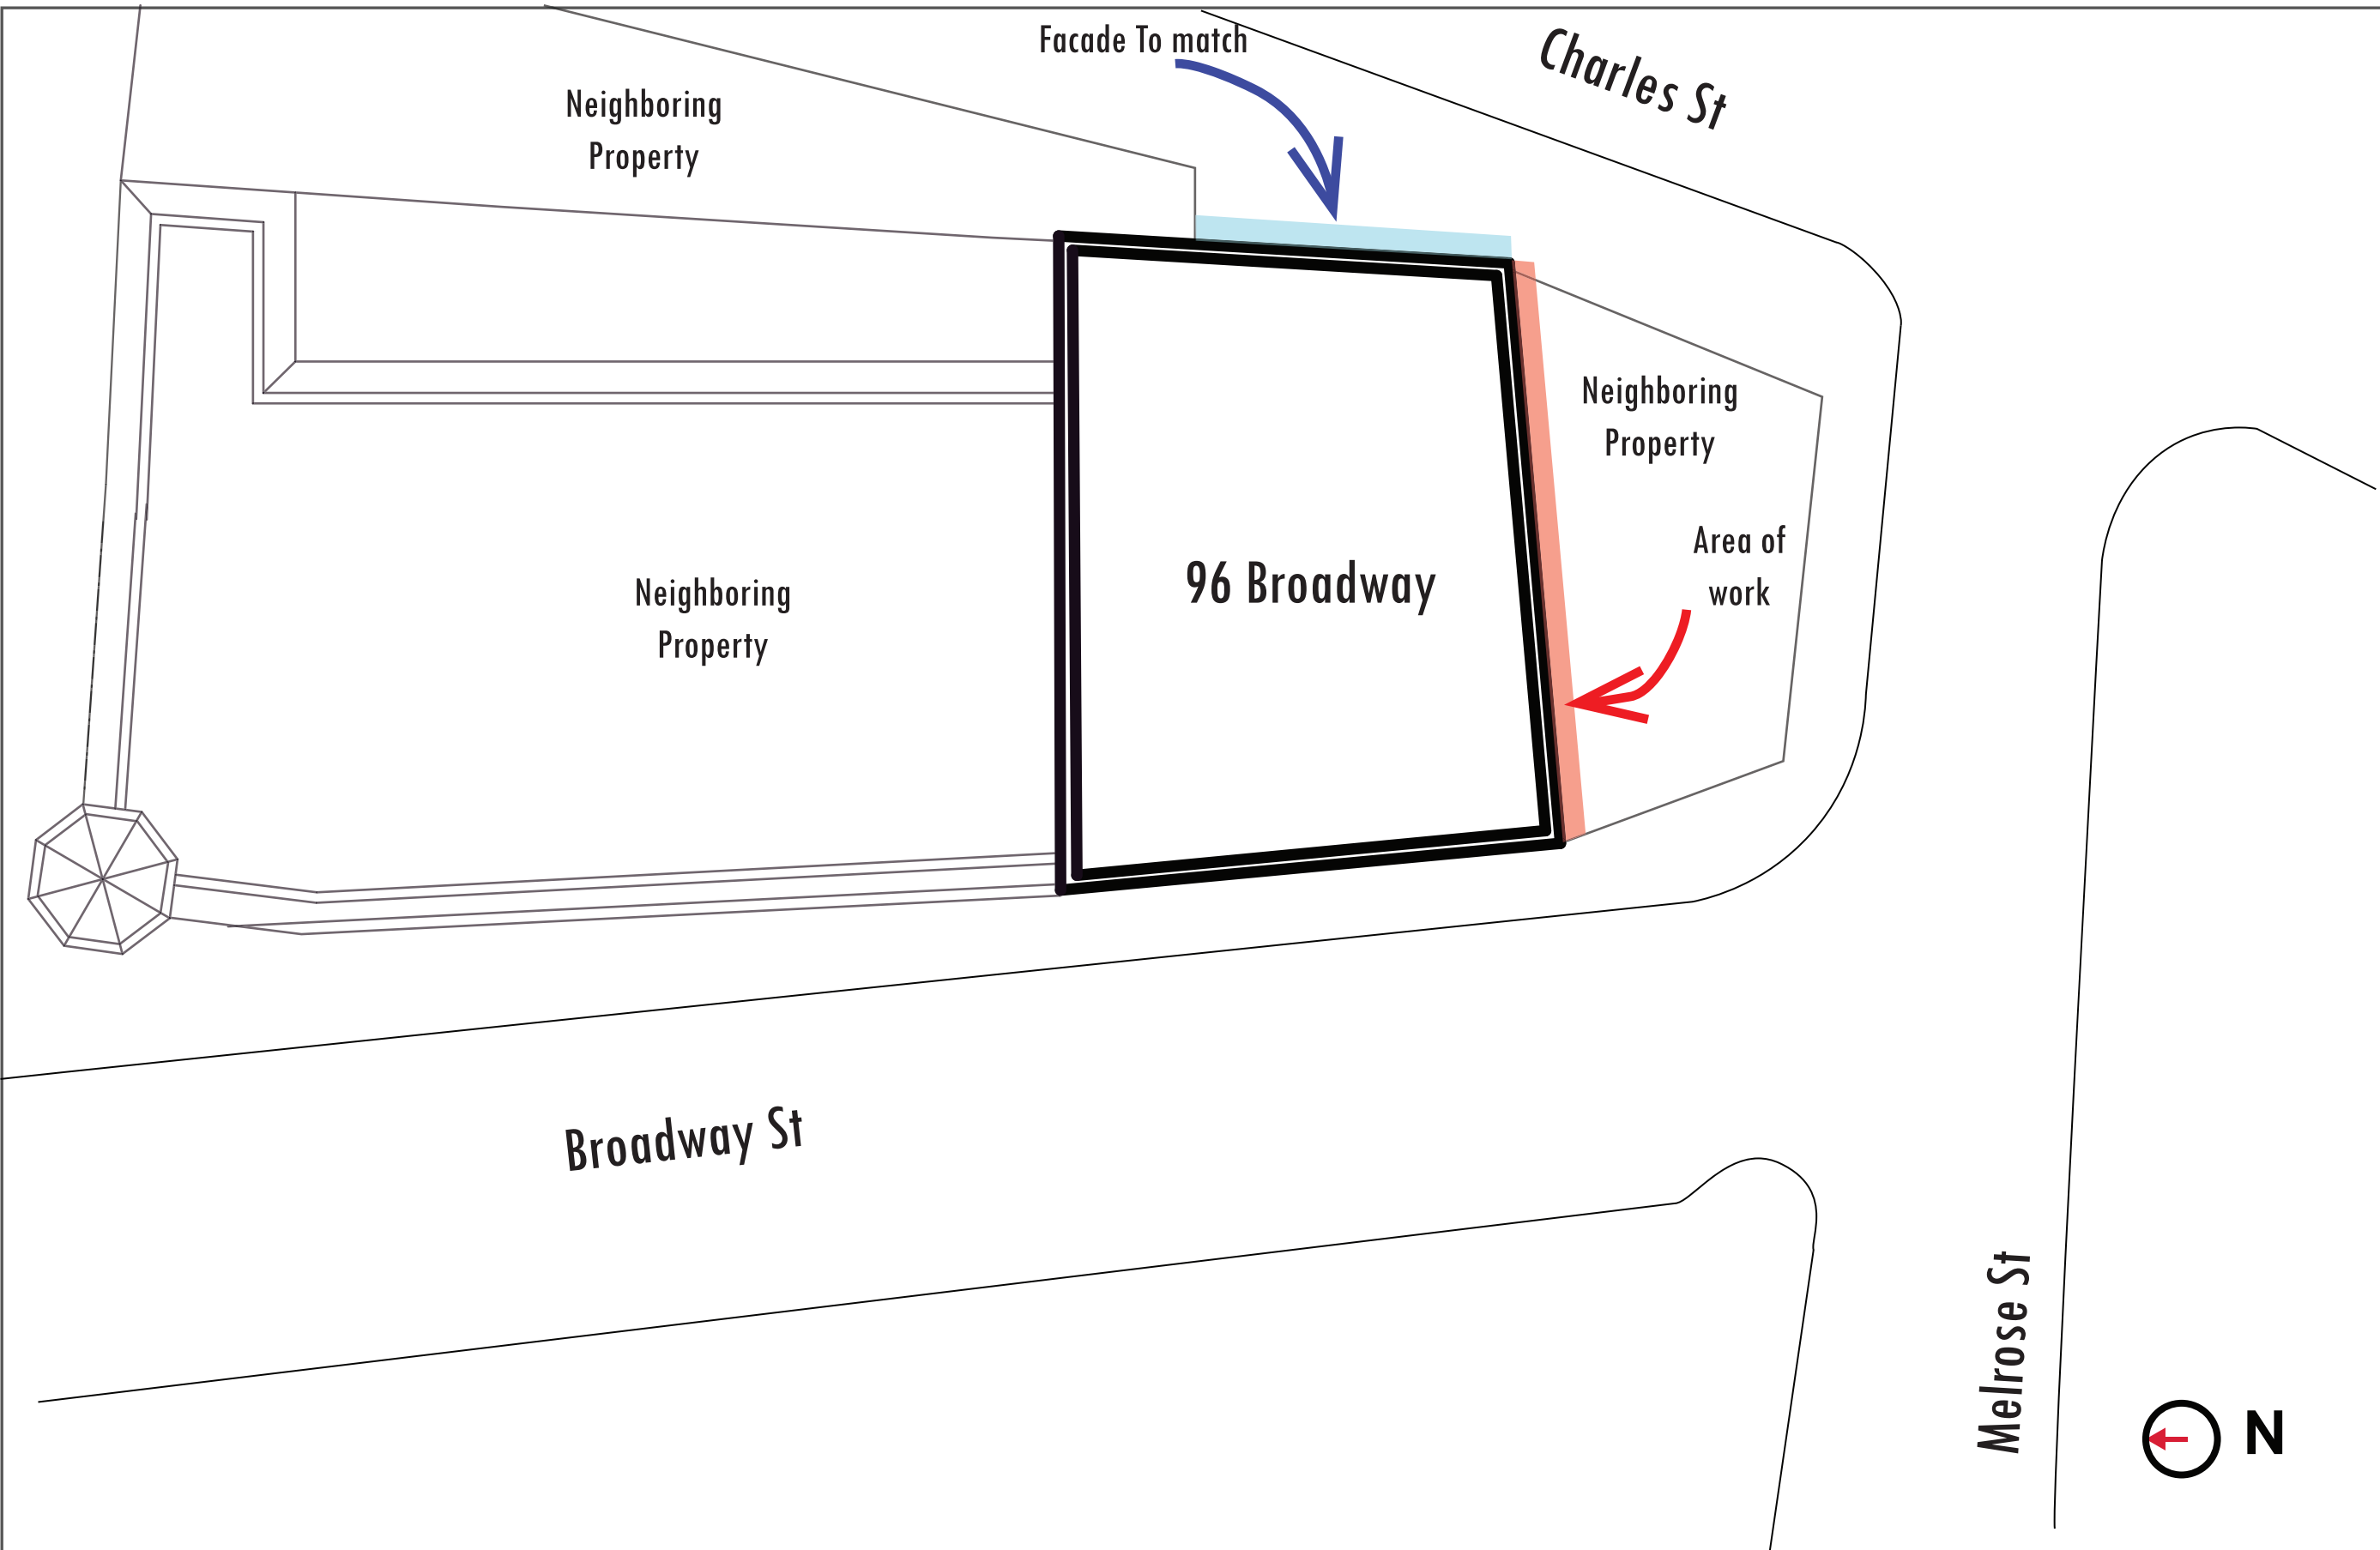 Facade To match
Charles St
Neighboring
Property
Neighboring
Property
Area of
work
96 Broadway
Neighboring
Property
Broadway St
Melrose St
N